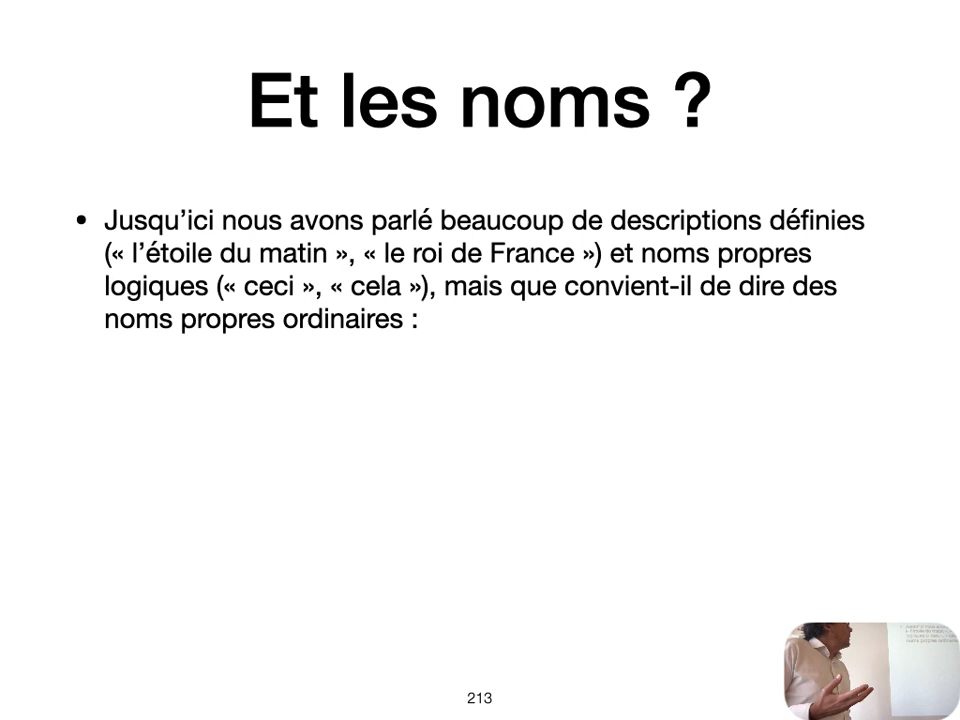 Et les noms ?
• Jusqu’ici nous avons parlé beaucoup de descriptions définies
(« l’étoile du matin », « le roi de France ») et noms propres
logiques (« ceci », « cela »), mais que convient-il de dire des
noms propres ordinaires :
213